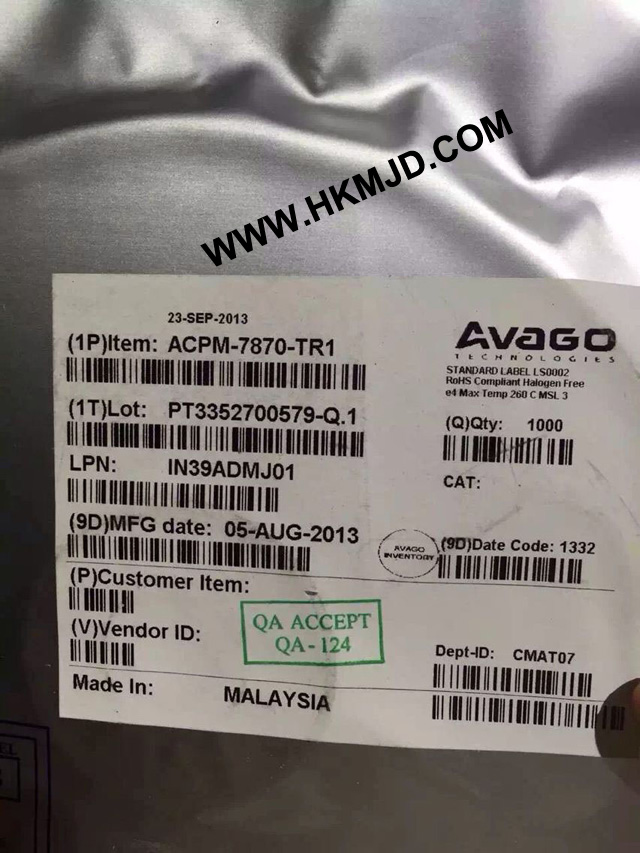 WWW.HKMJD.COM
23-SEP-2013
(1P)Item: ACPM-7870-TR1
AVAGO
TECHNOLOGIES
STANDARD LABEL LS0002
RoHS Compliant Halogen Free
e4 Max Temp 260 C MSL 3
(1T)Lot: PT3352700579-Q.1
(Q)Qty: 1000
LPN: IN39ADMJ01
CAT:
(9D)MFG date: 05-AUG-2013
AVAGO
INVENTORY
(9D)Date Code: 1332
(P)Customer Item:
(V)Vendor ID:
QA ACCEPT
QA-124
Dept-ID: CMAT07
Made In: MALAYSIA